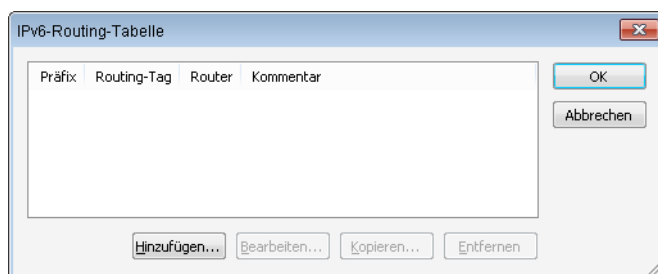 IPv6-Routing-Tabelle
Präfix Routing-Tag Router Kommentar
OK
Abbrechen
Hinzufügen... Bearbeiten... Kopieren... Entfernen